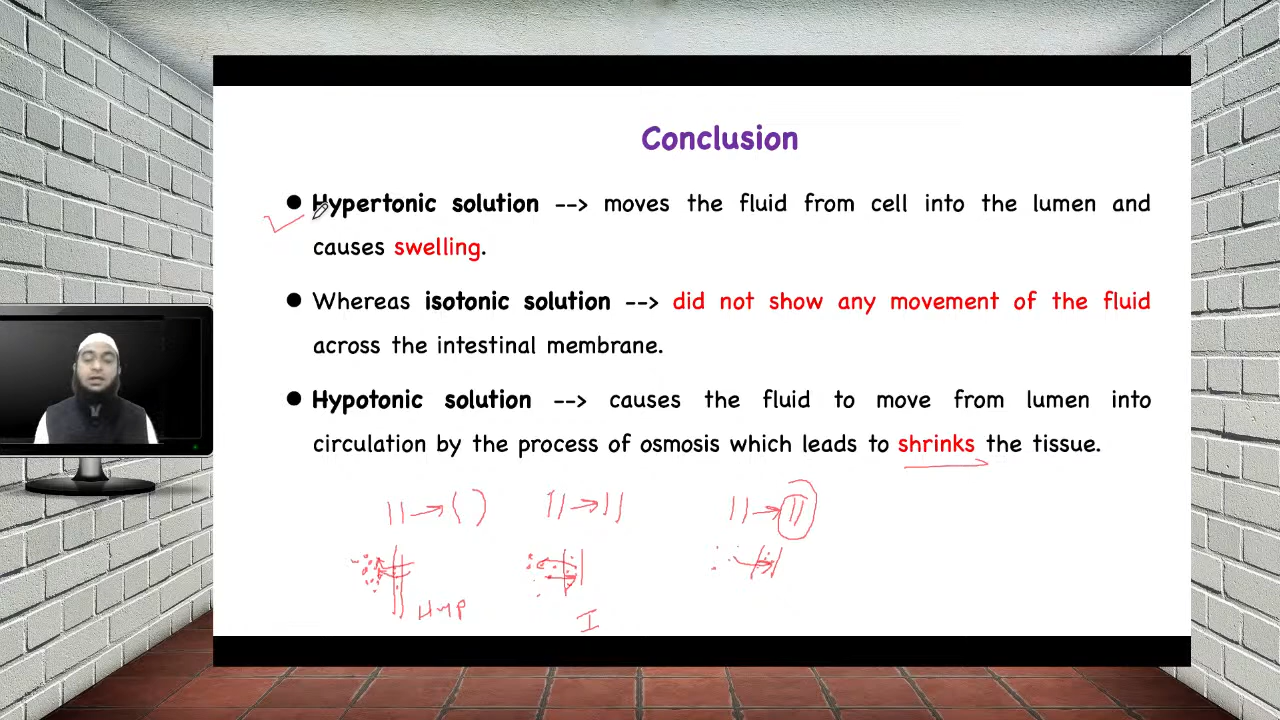 Conclusion
● Hypertonic solution --> moves the fluid from cell into the lumen and
causes swelling.
● Whereas isotonic solution --> did not show any movement of the fluid
across the intestinal membrane.
● Hypotonic solution --> causes the fluid to move from lumen into
circulation by the process of osmosis which leads to shrinks the tissue.
Hyp
I